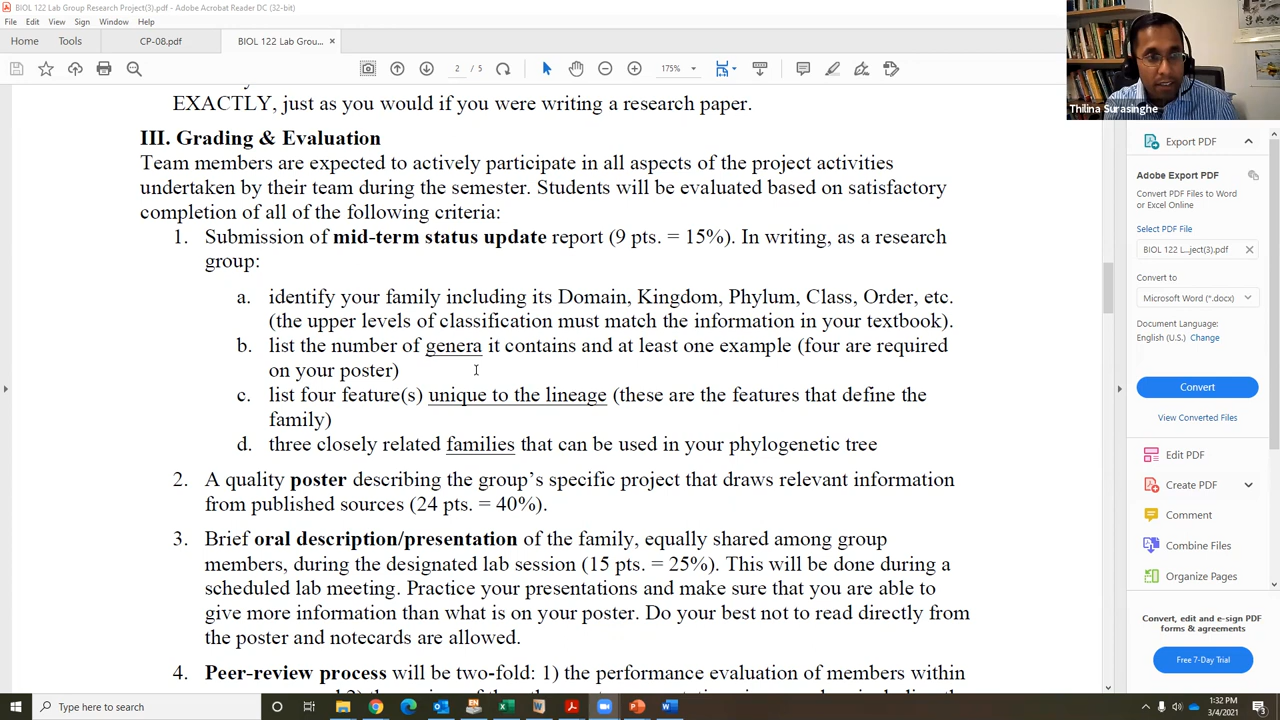 BIOL 122 Lab Group Research Project(3).pdf - Adobe Acrobat Reader DC (32-bit)
File Edit View Sign Window Help
Home Tools CP-08.pdf BIOL 122 Lab Grou... ×
2 / 5 175%
EXACTLY, just as you would if you were writing a research paper.
III. Grading & Evaluation
Team members are expected to actively participate in all aspects of the project activities
undertaken by their team during the semester. Students will be evaluated based on satisfactory
completion of all of the following criteria:
1. Submission of mid-term status update report (9 pts. = 15%). In writing, as a research
group:
a. identify your family including its Domain, Kingdom, Phylum, Class, Order, etc.
(the upper levels of classification must match the information in your textbook).
b. list the number of genera it contains and at least one example (four are required
on your poster)
c. list four feature(s) unique to the lineage (these are the features that define the
family)
d. three closely related families that can be used in your phylogenetic tree
2. A quality poster describing the group's specific project that draws relevant information
from published sources (24 pts. = 40%).
3. Brief oral description/presentation of the family, equally shared among group
members, during the designated lab session (15 pts. = 25%). This will be done during a
scheduled lab meeting. Practice your presentations and make sure that you are able to
give more information than what is on your poster. Do your best not to read directly from
the poster and notecards are allowed.
4. Peer-review process will be two-fold: 1) the performance evaluation of members within
Thilina Surasinghe
Export PDF
Adobe Export PDF
Convert PDF Files to Word
or Excel Online
Select PDF File
BIOL 122 L...ject(3).pdf
Convert to
Microsoft Word (*.docx)
Document Language:
English (U.S.) Change
Convert
View Converted Files
Edit PDF
Create PDF
Comment
Combine Files
Organize Pages
Convert, edit and e-sign PDF
forms & agreements
Free 7-Day Trial
Type here to search
1:32 PM
3/4/2021